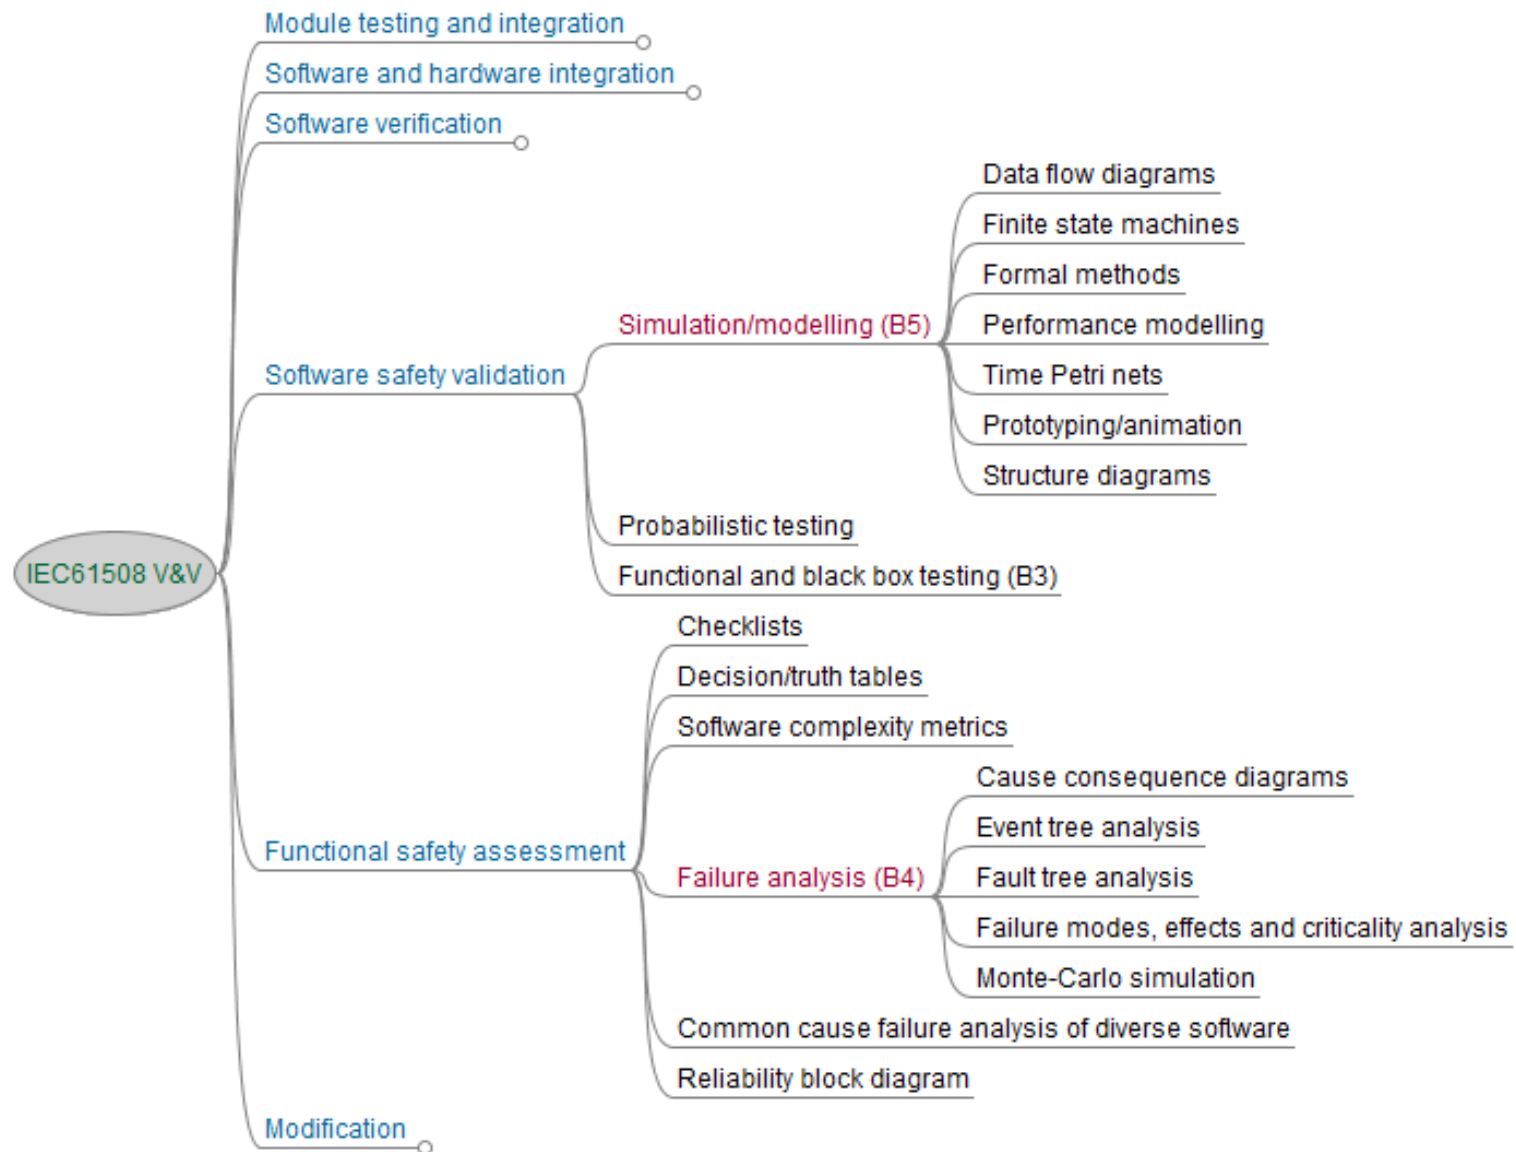 Module testing and integration
Software and hardware integration
Software verification
Data flow diagrams
Finite state machines
Formal methods
Simulation/modelling (B5)
Performance modelling
Software safety validation
Time Petri nets
Prototyping/animation
Structure diagrams
Probabilistic testing
IEC61508 V&V
Functional and black box testing (B3)
Checklists
Decision/truth tables
Software complexity metrics
Cause consequence diagrams
Event tree analysis
Functional safety assessment
Failure analysis (B4)
Fault tree analysis
Failure modes, effects and criticality analysis
Monte-Carlo simulation
Common cause failure analysis of diverse software
Reliability block diagram
Modification